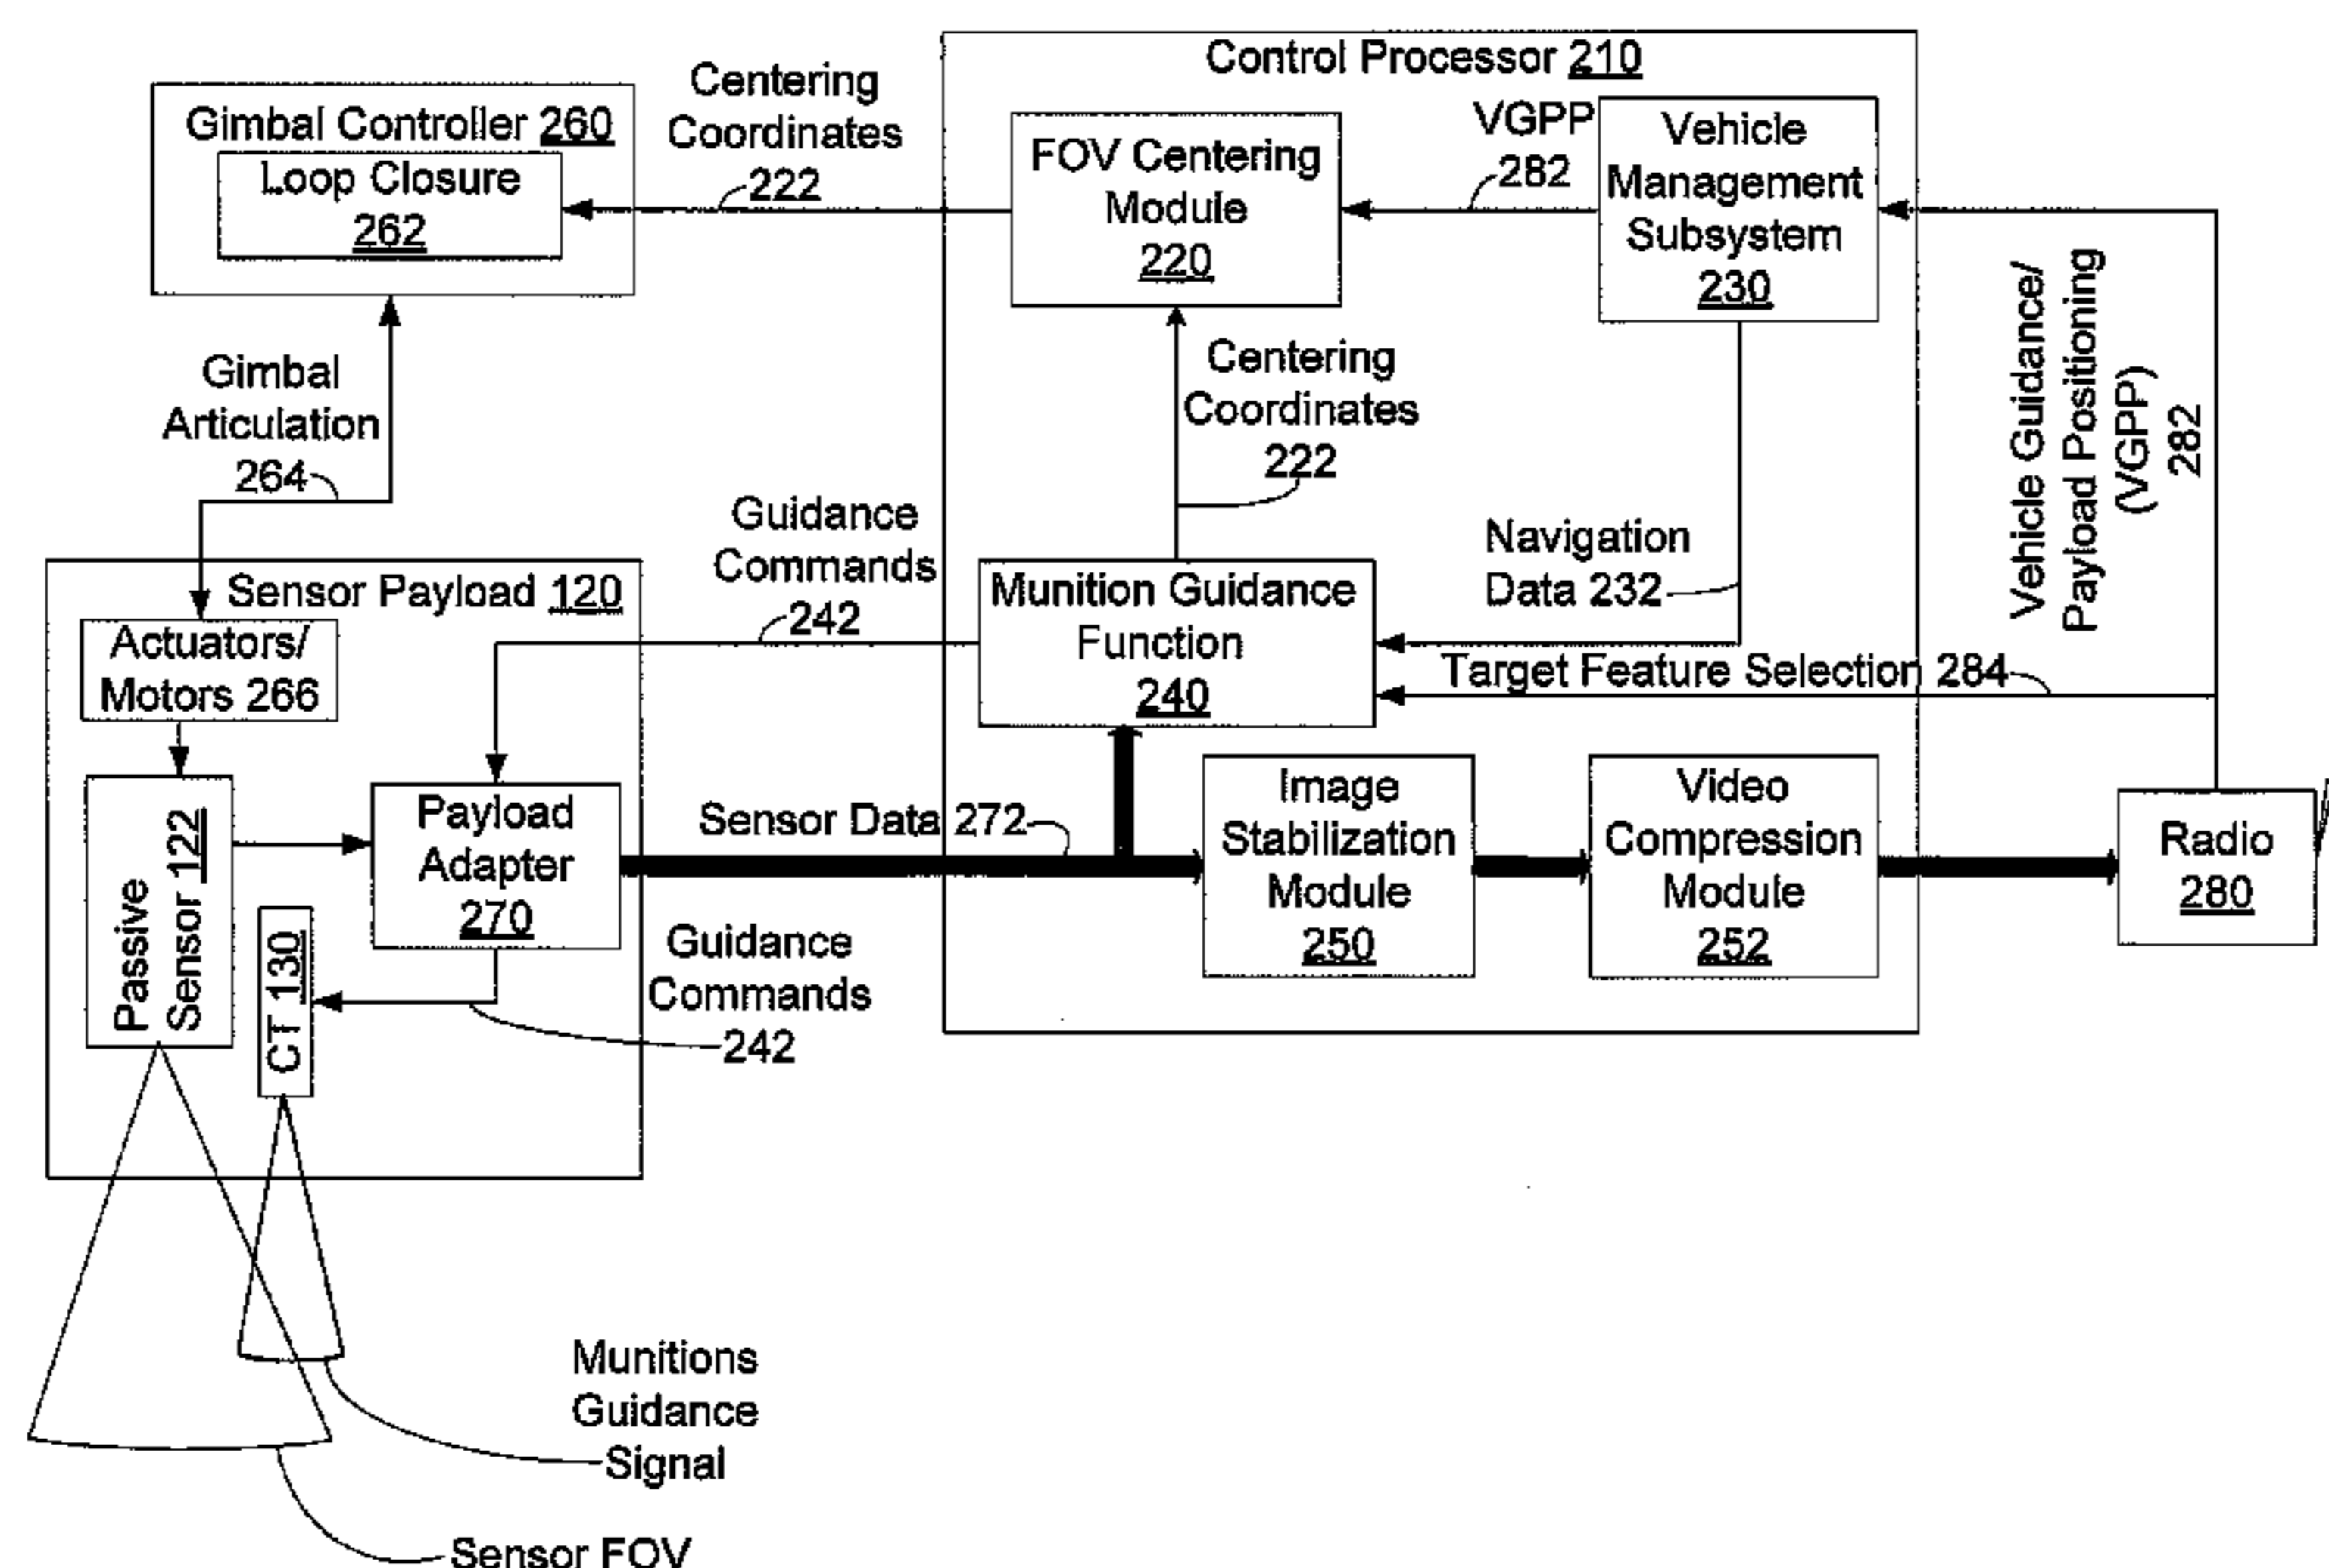 Control Processor 210
Gimbal Controller 260
Loop Closure
262
Centering
Coordinates
222
FOV Centering
Module
220
VGPP
282
Vehicle
Management
Subsystem
230
Vehicle Guidance/
Payload Positioning
(VGPP)
282
Gimbal
Articulation
264
Centering
Coordinates
222
Guidance
Commands
242
Navigation
Data 232
Sensor Payload 120
Actuators/
Motors 266
Munition Guidance
Function
240
Target Feature Selection 284
Passive
Sensor 122
CT 130
Payload
Adapter
270
Sensor Data 272
Image
Stabilization
Module
250
Video
Compression
Module
252
Radio
280
Guidance
Commands
242
Munitions
Guidance
Signal
Sensor FOV